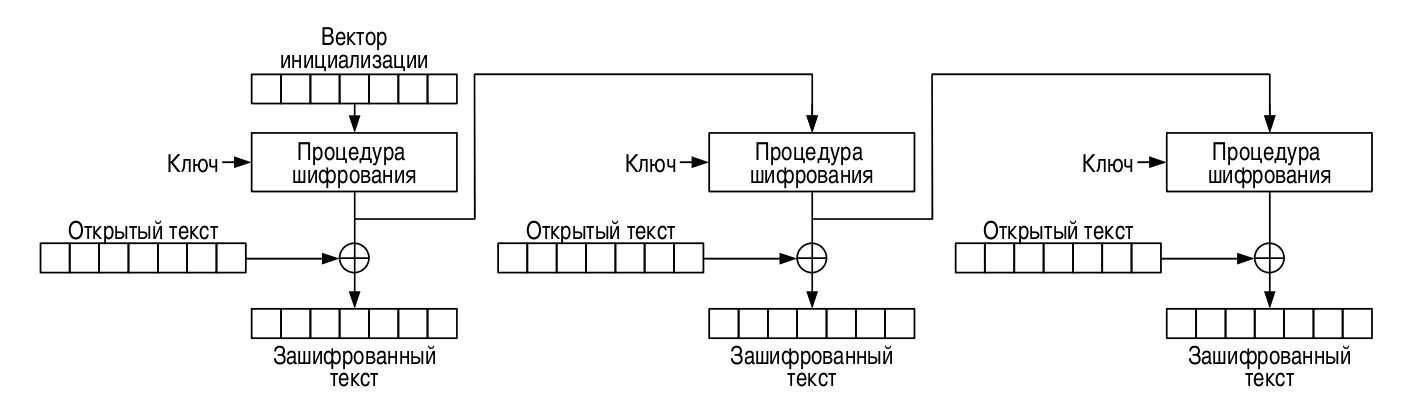 Вектор
инициализации
Ключ
Процедура
шифрования
Ключ
Процедура
шифрования
Ключ
Процедура
шифрования
Открытый текст
Открытый текст
Открытый текст
Зашифрованный
текст
Зашифрованный
текст
Зашифрованный
текст